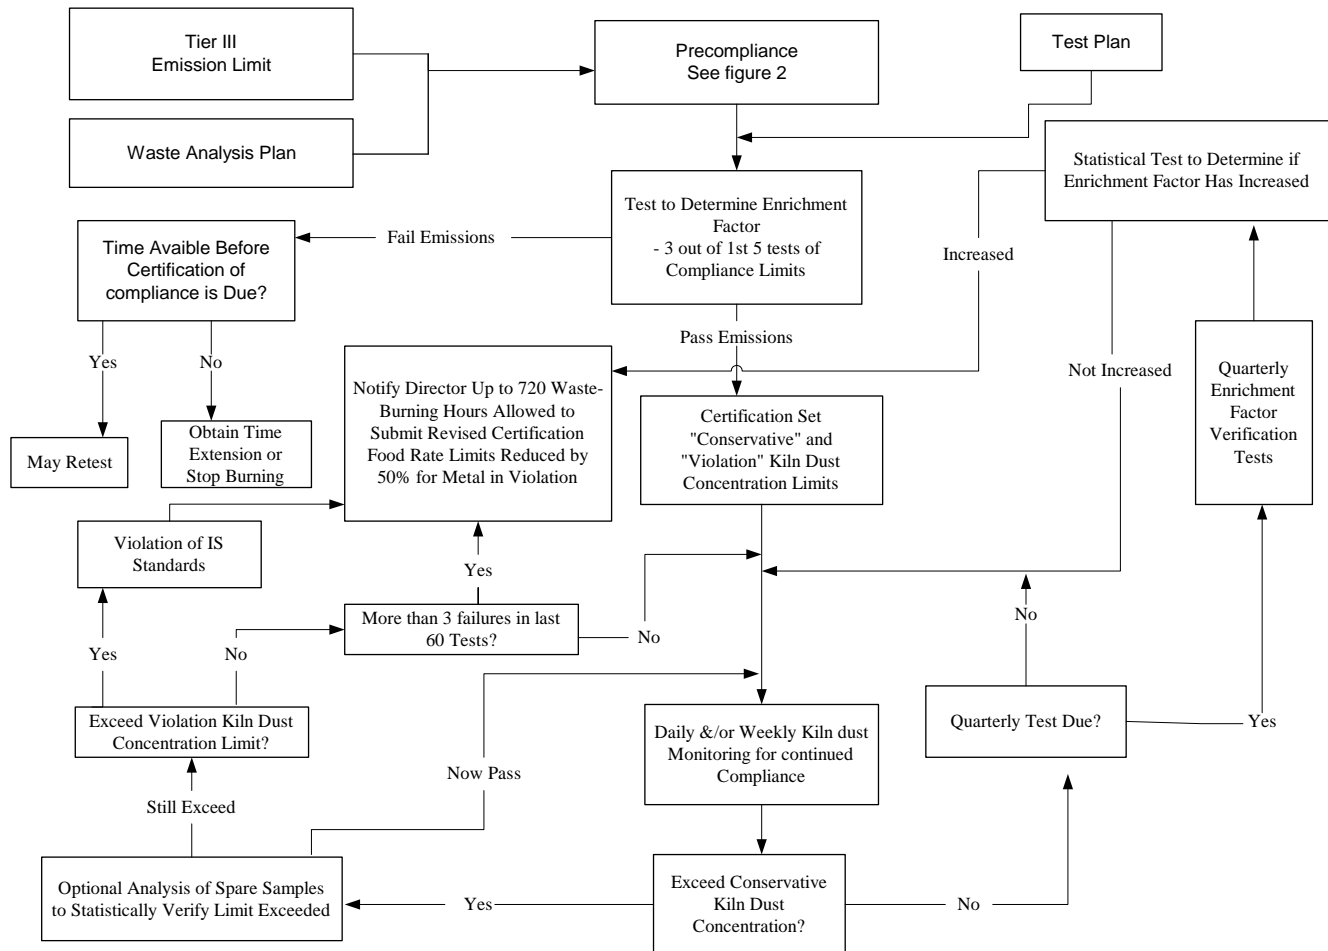 Tier III
Emission Limit
Precompliance
See figure 2
Test Plan
Waste Analysis Plan
Statistical Test to Determine if
Enrichment Factor Has Increased
Test to Determine Enrichment
Factor
- 3 out of 1st 5 tests of
Compliance Limits
Fail Emissions
Time Avaible Before
Certification of
compliance is Due?
Increased
Pass Emissions
Yes
No
Not Increased
Notify Director Up to 720 Waste-
Burning Hours Allowed to
Submit Revised Certification
Food Rate Limits Reduced by
50% for Metal in Violation
Quarterly
Enrichment
Factor
Verification
Tests
Certification Set
"Conservative" and
"Violation" Kiln Dust
Concentration Limits
May Retest
Obtain Time
Extension or
Stop Burning
Violation of IS
Standards
Yes
More than 3 failures in last
60 Tests?
No
No
Yes
No
Exceed Violation Kiln Dust
Concentration Limit?
Daily &/or Weekly Kiln dust
Monitoring for continued
Compliance
Quarterly Test Due?
Yes
Now Pass
Still Exceed
Optional Analysis of Spare Samples
to Statistically Verify Limit Exceeded
Yes
Exceed Conservative
Kiln Dust
Concentration?
No